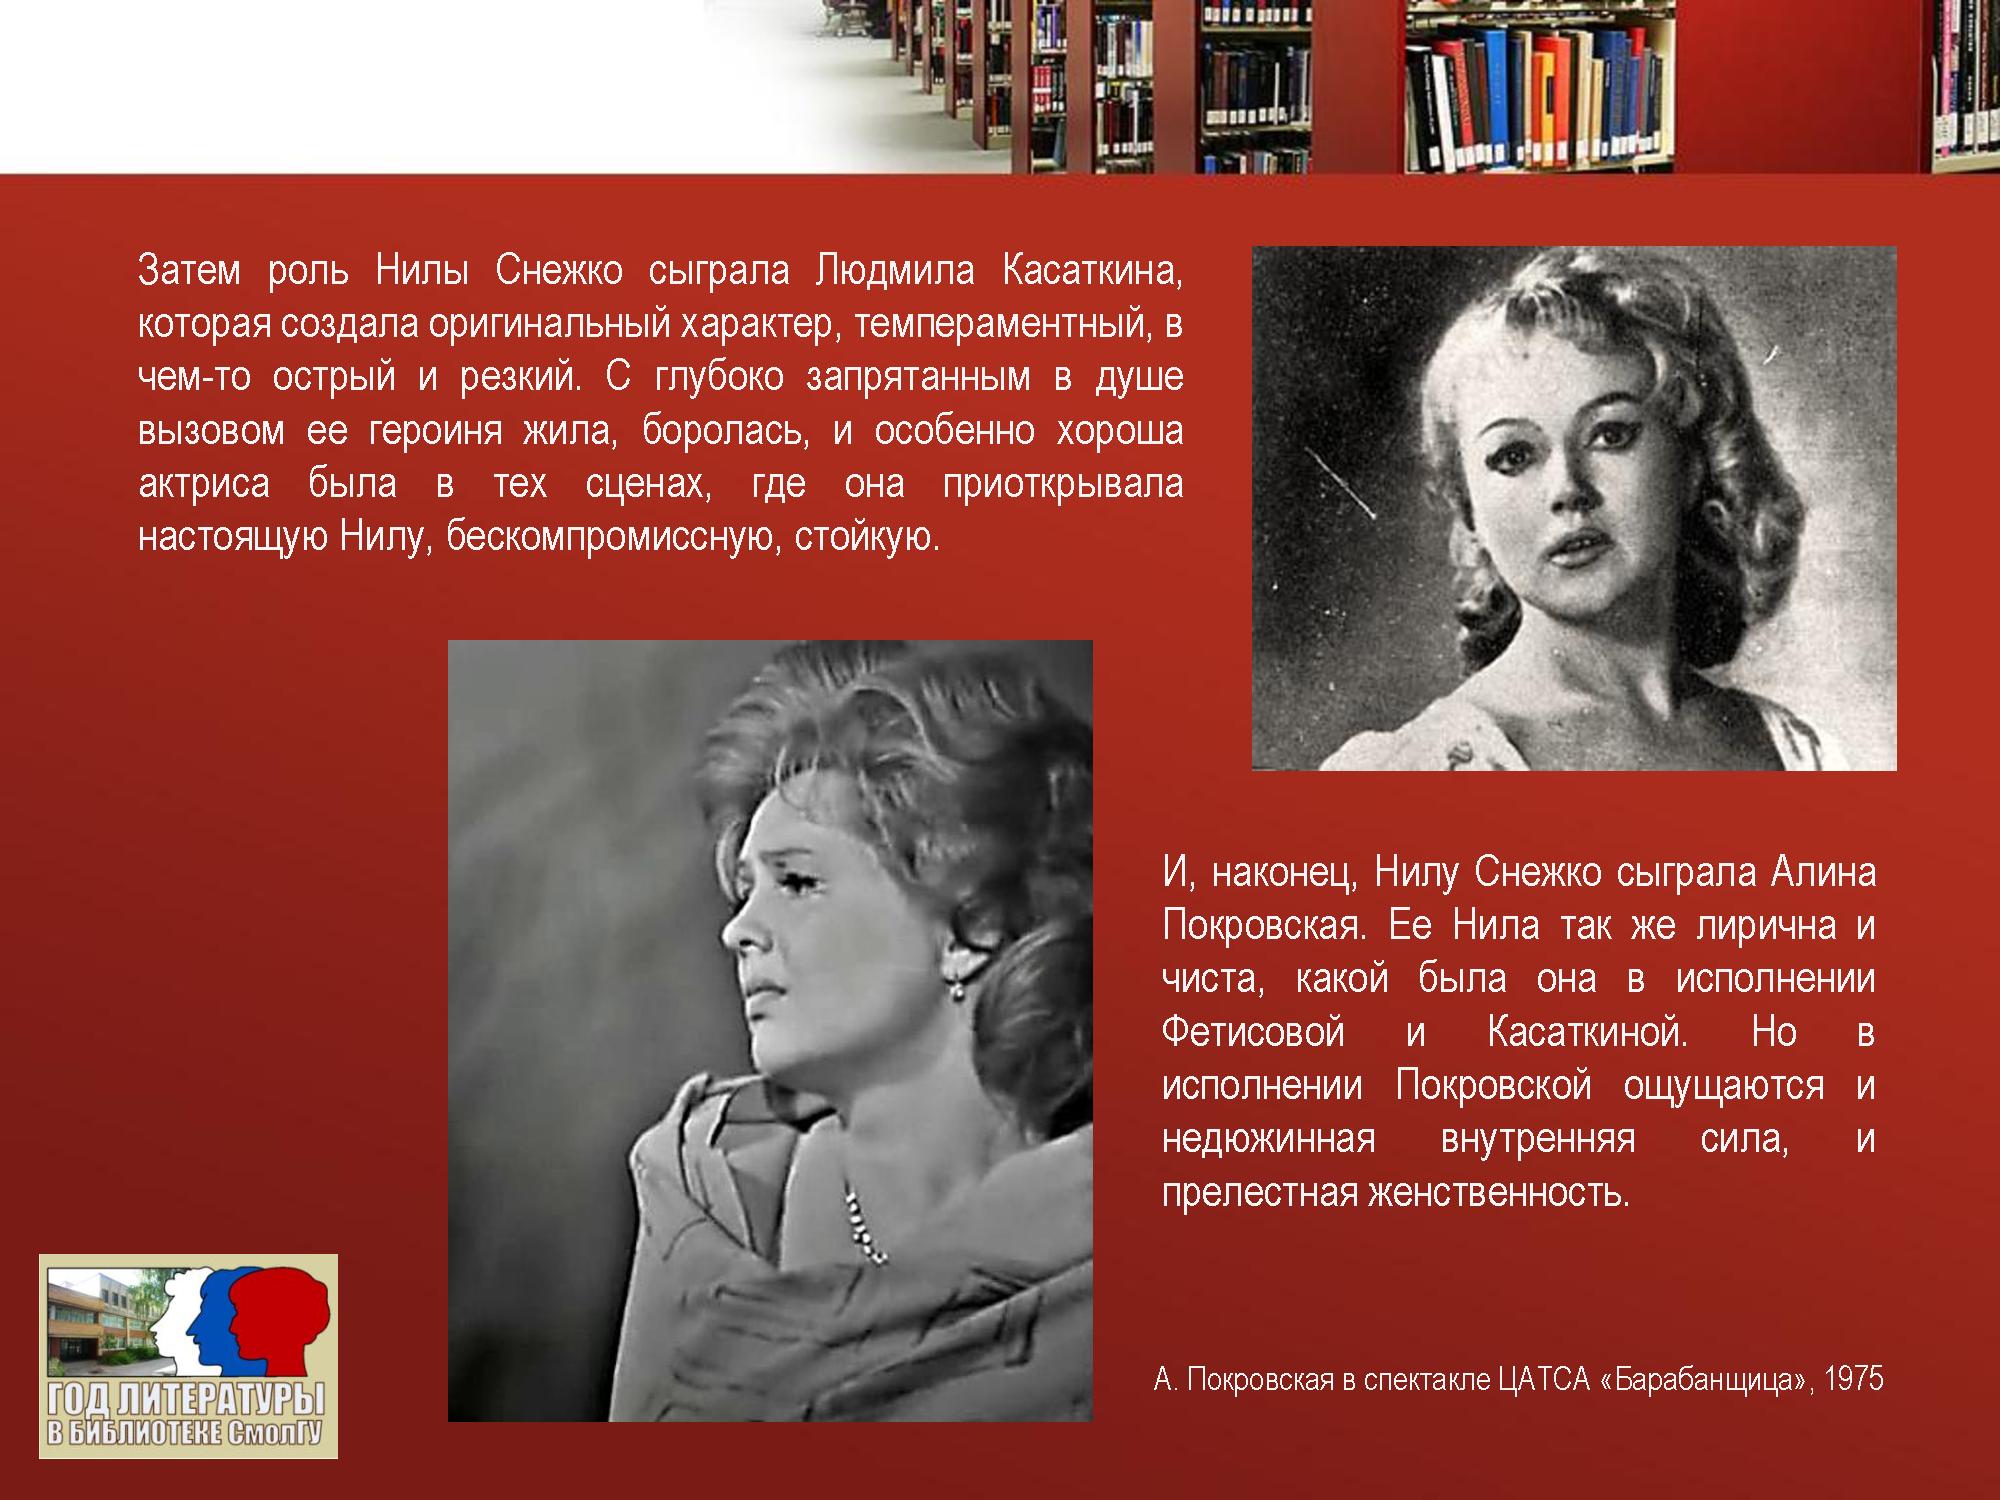 Затем роль Нилы Снежко сыграла Людмила Касаткина,
которая создала оригинальный характер, темпераментный, в
чем-то острый и резкий. С глубоко запрятанным в душе
вызовом ее героиня жила, боролась, и особенно хороша
актриса была в тех сценах, где она приоткрывала
настоящую Нилу, бескомпромиссную, стойкую.
И, наконец, Нилу Снежко сыграла Алина
Покровская. Ее Нила так же лирична и
чиста, какой была она в исполнении
Фетисовой и Касаткиной. Но в
исполнении Покровской ощущаются и
недюжинная внутренняя сила, и
прелестная женственность.
А. Покровская в спектакле ЦАТСА «Барабанщица», 1975
ГОД ЛИТЕРАТУРЫ
В БИБЛИОТЕКЕ СмолГУ